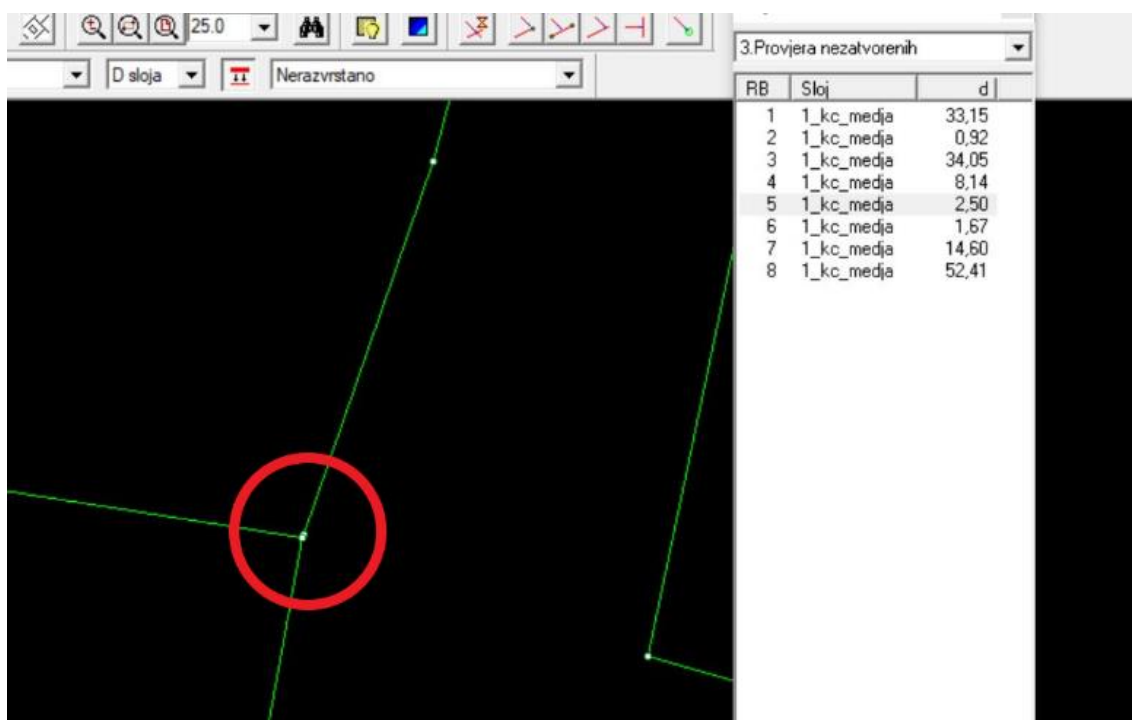 25.0
3.Provjera nezatvorenih
D sloja
Nerazvrstano
RB Sloj d
1 1_kc_medja 33,15
2 1_kc_medja 0,92
3 1_kc_medja 34,05
4 1_kc_medja 8,14
5 1_kc_medja 2,50
6 1_kc_medja 1,67
7 1_kc_medja 14,60
8 1_kc_medja 52,41